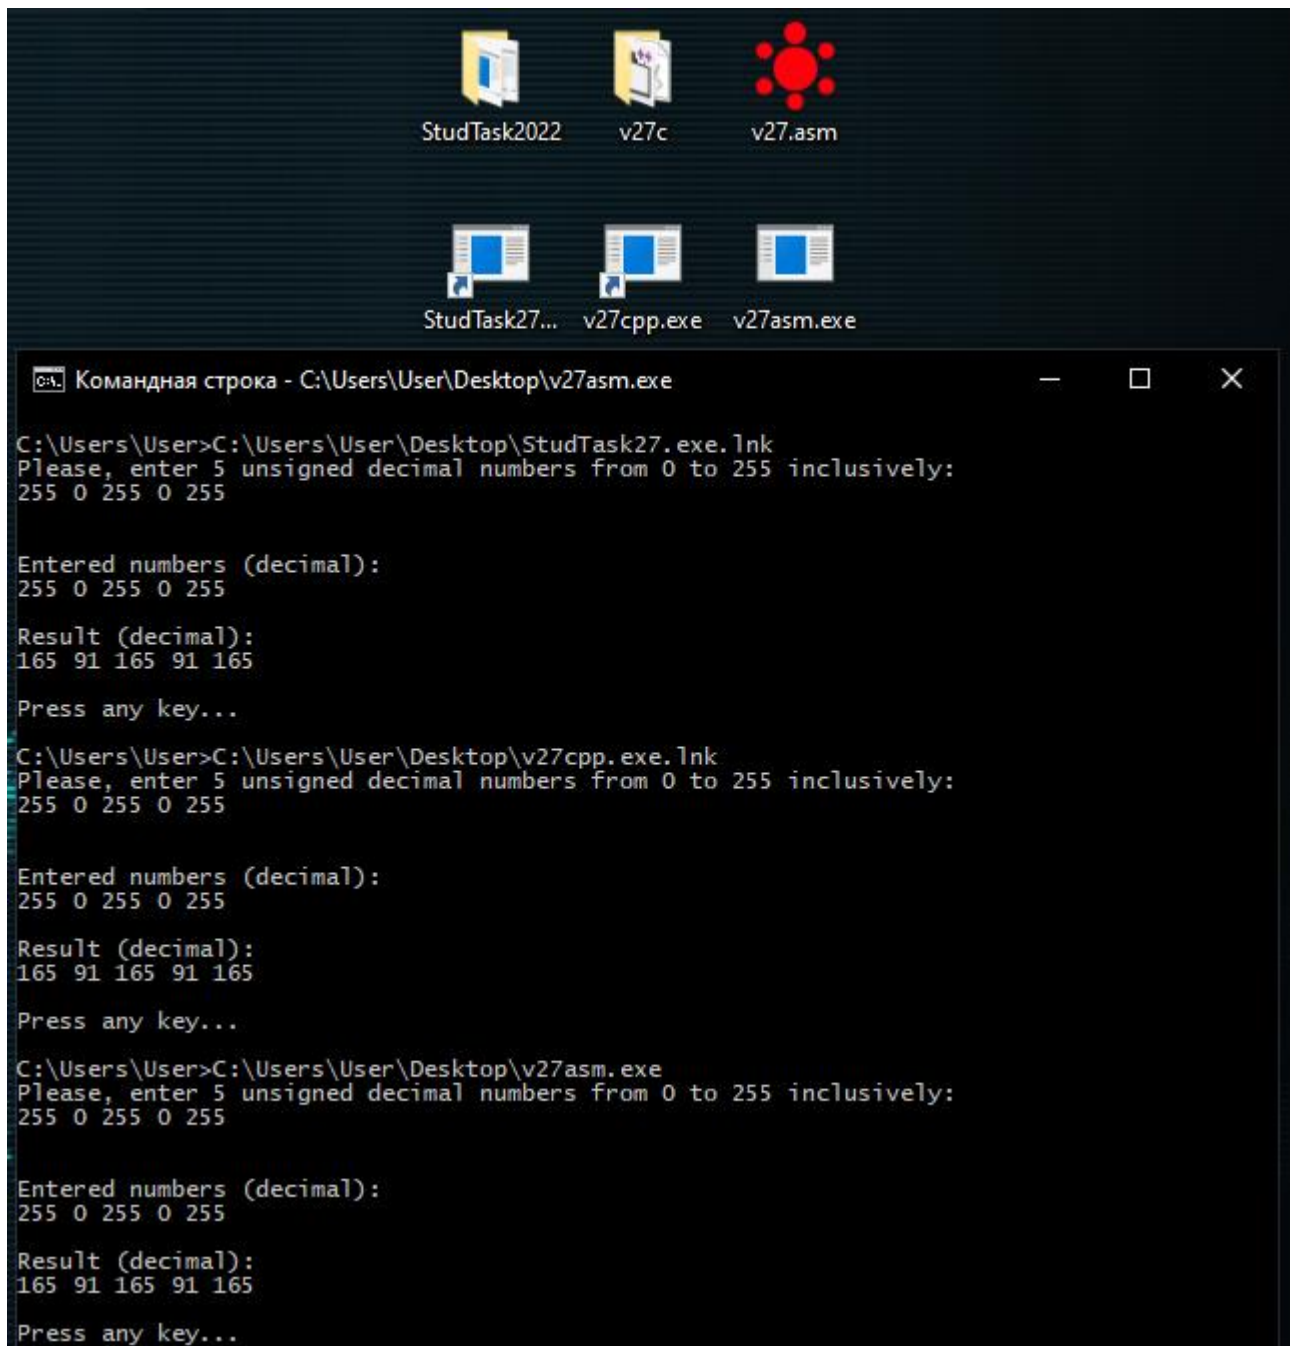 StudTask2022 v27c v27.asm
StudTask27... v27cpp.exe v27asm.exe
C:\. Командная строка - C:\Users\User\Desktop\v27asm.exe
C:\Users\User>C:\Users\User\Desktop\StudTask27.exe.lnk
Please, enter 5 unsigned decimal numbers from 0 to 255 inclusively:
255 0 255 0 255
Entered numbers (decimal):
255 0 255 0 255
Result (decimal):
165 91 165 91 165
Press any key...
C:\Users\User>C:\Users\User\Desktop\v27cpp.exe.lnk
Please, enter 5 unsigned decimal numbers from 0 to 255 inclusively:
255 0 255 0 255
Entered numbers (decimal):
255 0 255 0 255
Result (decimal):
165 91 165 91 165
Press any key...
C:\Users\User>C:\Users\User\Desktop\v27asm.exe
Please, enter 5 unsigned decimal numbers from 0 to 255 inclusively:
255 0 255 0 255
Entered numbers (decimal):
255 0 255 0 255
Result (decimal):
165 91 165 91 165
Press any key...